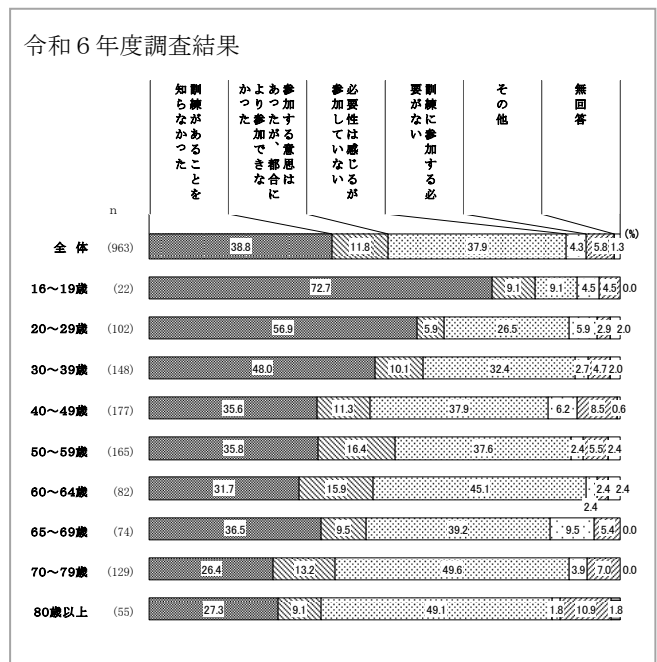 令和６年度調査結果
訓練があることを
知らなかった
参加する意思は
あったが、都合に
より参加できな
かった
必要性は感じるが
参加していない
訓練に参加する必
要がない
その他
無回答
n
(%)
全 体 (963) 38.8 11.8 37.9 4.3 5.8 1.3
16～19歳 (22) 72.7 9.1 9.1 4.5 4.5 0.0
20～29歳 (102) 56.9 5.9 26.5 5.9 2.9 2.0
30～39歳 (148) 48.0 10.1 32.4 2.7 4.7 2.0
40～49歳 (177) 35.6 11.3 37.9 6.2 8.5 0.6
50～59歳 (165) 35.8 16.4 37.6 2.4 5.5 2.4
60～64歳 (82) 31.7 15.9 45.1 2.4 2.4 2.4
65～69歳 (74) 36.5 9.5 39.2 9.5 5.4 0.0
70～79歳 (129) 26.4 13.2 49.6 3.9 7.0 0.0
80歳以上 (55) 27.3 9.1 49.1 1.8 10.9 1.8